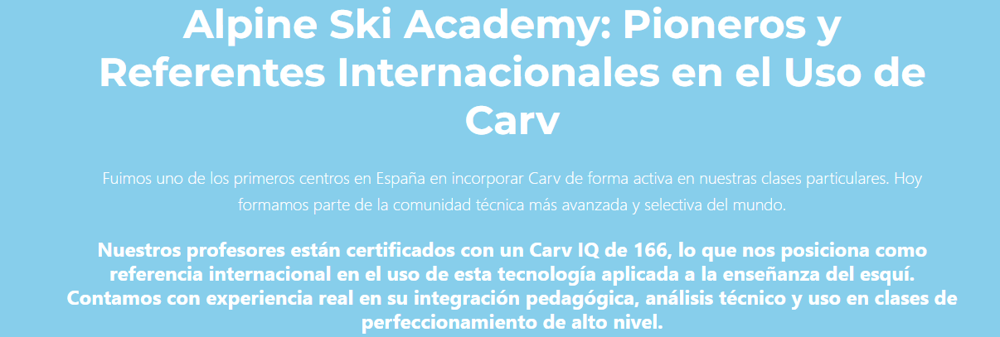 Alpine Ski Academy: Pioneros y
Referentes Internacionales en el Uso de
Carv
Fuimos uno de los primeros centros en España en incorporar Carv de forma activa en nuestras clases particulares. Hoy
formamos parte de la comunidad técnica más avanzada y selectiva del mundo.
Nuestros profesores están certificados con un Carv IQ de 166, lo que nos posiciona como
referencia internacional en el uso de esta tecnología aplicada a la enseñanza del esquí.
Contamos con experiencia real en su integración pedagógica, análisis técnico y uso en clases de
perfeccionamiento de alto nivel.